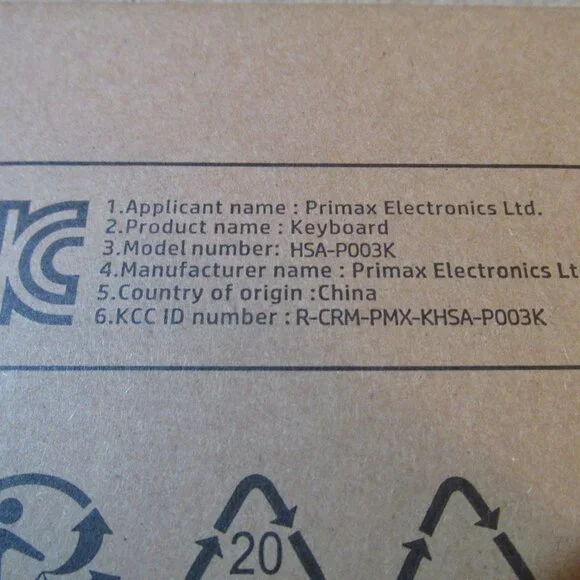 1.Applicant name : Primax Electronics Ltd.
2.Product name : Keyboard
3.Model number: HSA-P003K
4.Manufacturer name : Primax Electronics Lt
5.Country of origin :China
6.KCC ID number : R-CRM-PMX-KHSA-P003K
20